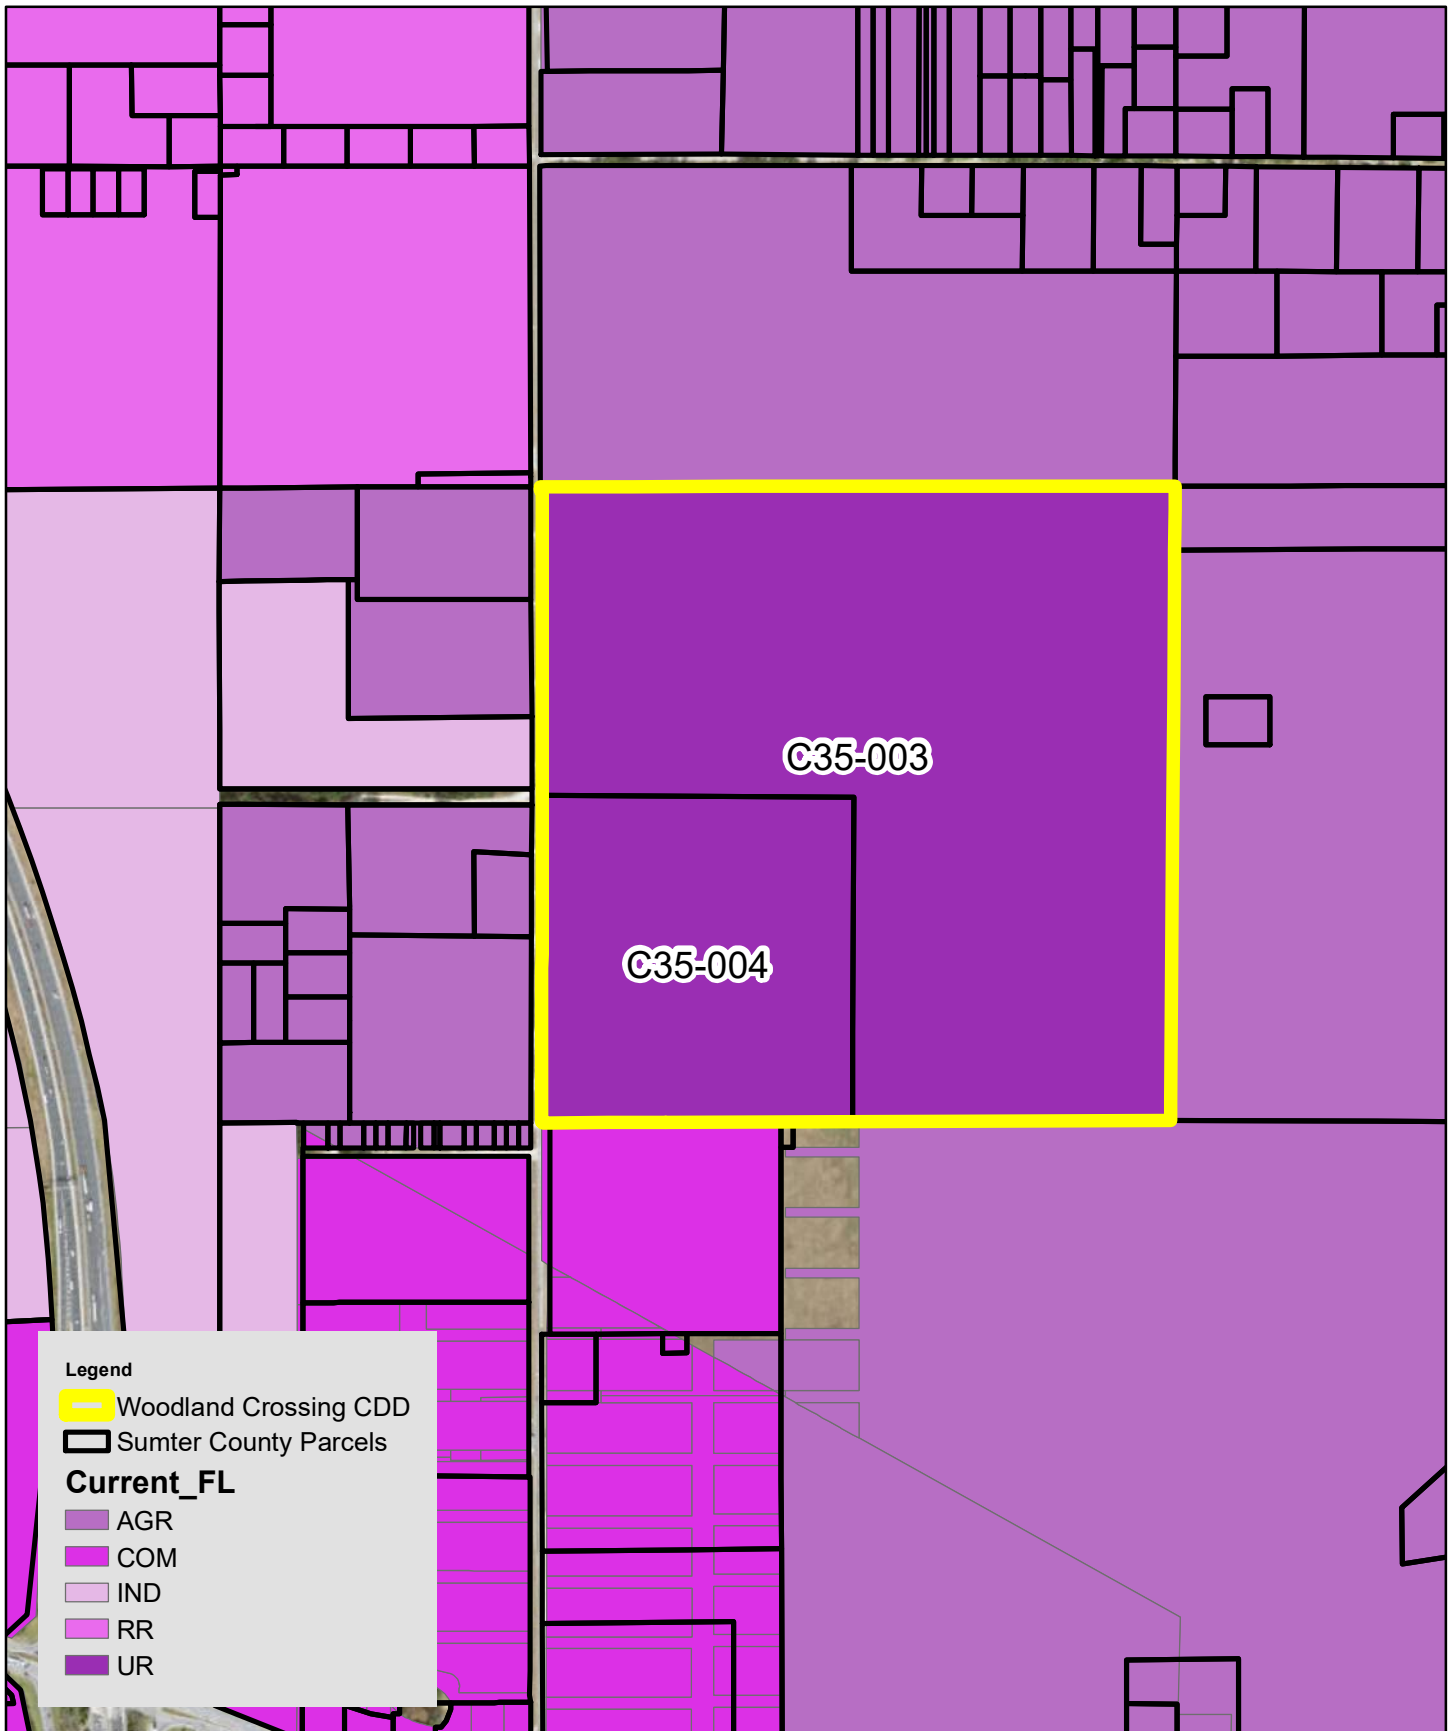 C35-003
C35-004
Legend
Woodland Crossing CDD
Sumter County Parcels
Current_FL
AGR
COM
IND
RR
UR